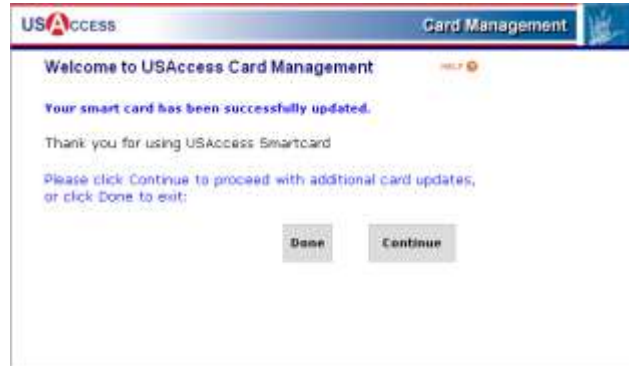 USACCESS Card Management
Welcome to USAccess Card Management HELP
Your smart card has been successfully updated.
Thank you for using USAccess Smartcard
Please click Continue to proceed with additional card updates,
or click Done to exit:
Done Continue